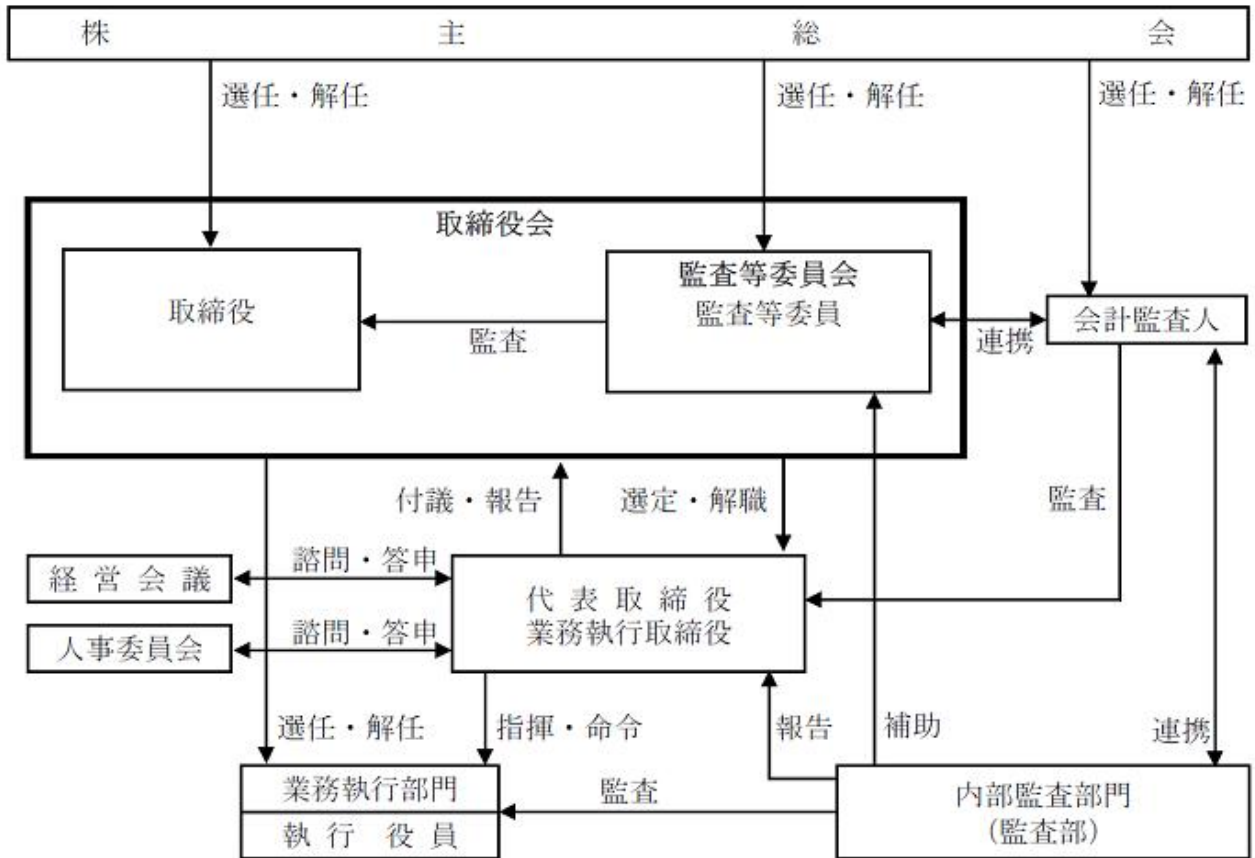 株主総会
選任・解任
選任・解任
選任・解任
取締役会
取締役
監査等委員会
監査等委員
監査
連携
会計監査人
監査
付議・報告
選定・解職
経営会議
諮問・答申
代表取締役
業務執行取締役
人事委員会
諮問・答申
選任・解任
指揮・命令
報告
補助
連携
業務執行部門
執行役員
監査
内部監査部門
（監査部）